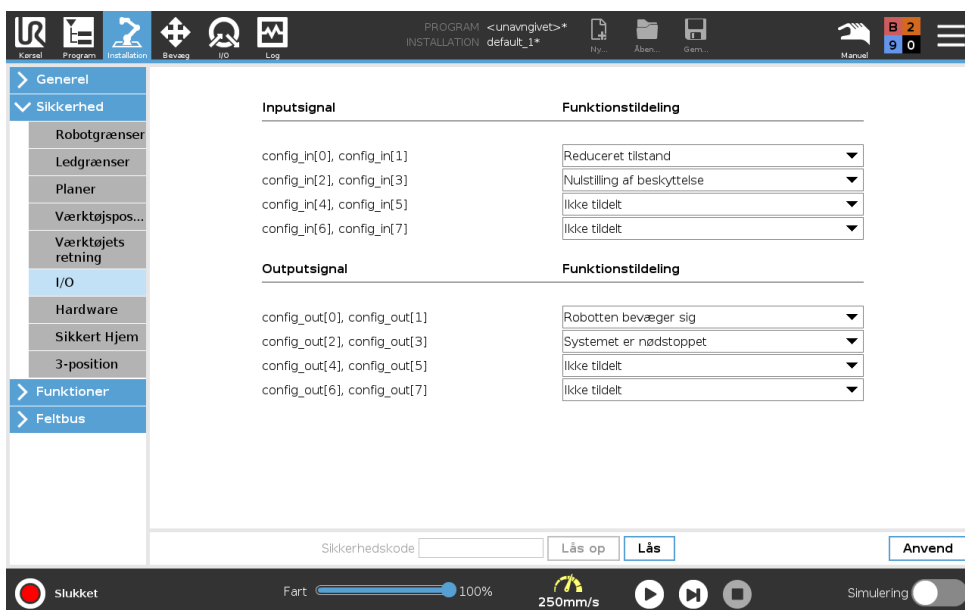 PROGRAM <unavngivet>*
INSTALLATION default_1*
Ny... Åben... Gem...
UR
Kørsel Program Installation Bevæg I/O Log
Manuel
B 2
9 0
Generel
Sikkerhed
Robotgrænser
Ledgrænser
Planer
Værktøjspos...
Værktøjets
retning
I/O
Hardware
Sikkert Hjem
3-position
Funktioner
Feltbus
Inputsignal Funktionstildeling
config_in[0], config_in[1] Reduceret tilstand
config_in[2], config_in[3] Nulstilling af beskyttelse
config_in[4], config_in[5] Ikke tildelt
config_in[6], config_in[7] Ikke tildelt
Outputsignal Funktionstildeling
config_out[0], config_out[1] Robotten bevæger sig
config_out[2], config_out[3] Systemet er nødstoppet
config_out[4], config_out[5] Ikke tildelt
config_out[6], config_out[7] Ikke tildelt
Sikkerhedskode Lås op Lås Anvend
Slukket Fart 100% 250mm/s Simulering